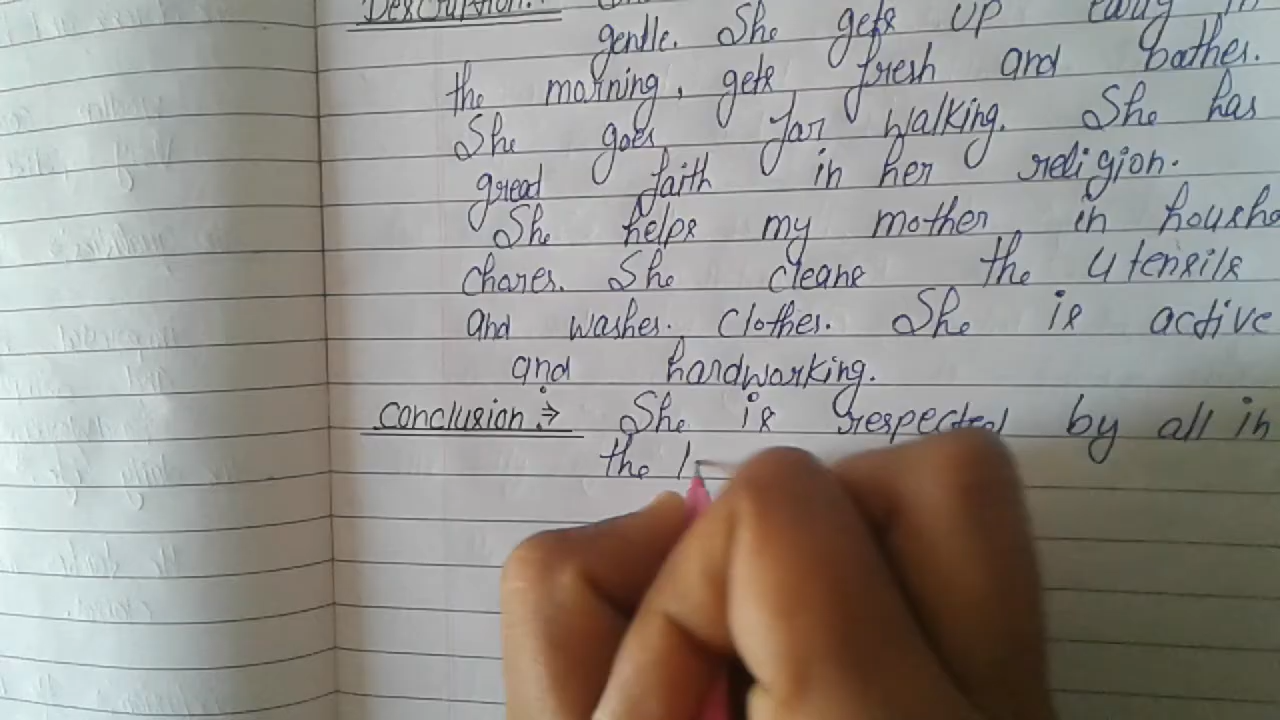 Description:
gentle. She gets up early in
the morning, gets fresh and bathes.
She goes for walking. She has
great faith in her religion.
She helps my mother in househo
chores. She cleans the utensils
and washes. clothes. She is active
and hardworking.
Conclusion :⇒ She is respected by all in
the